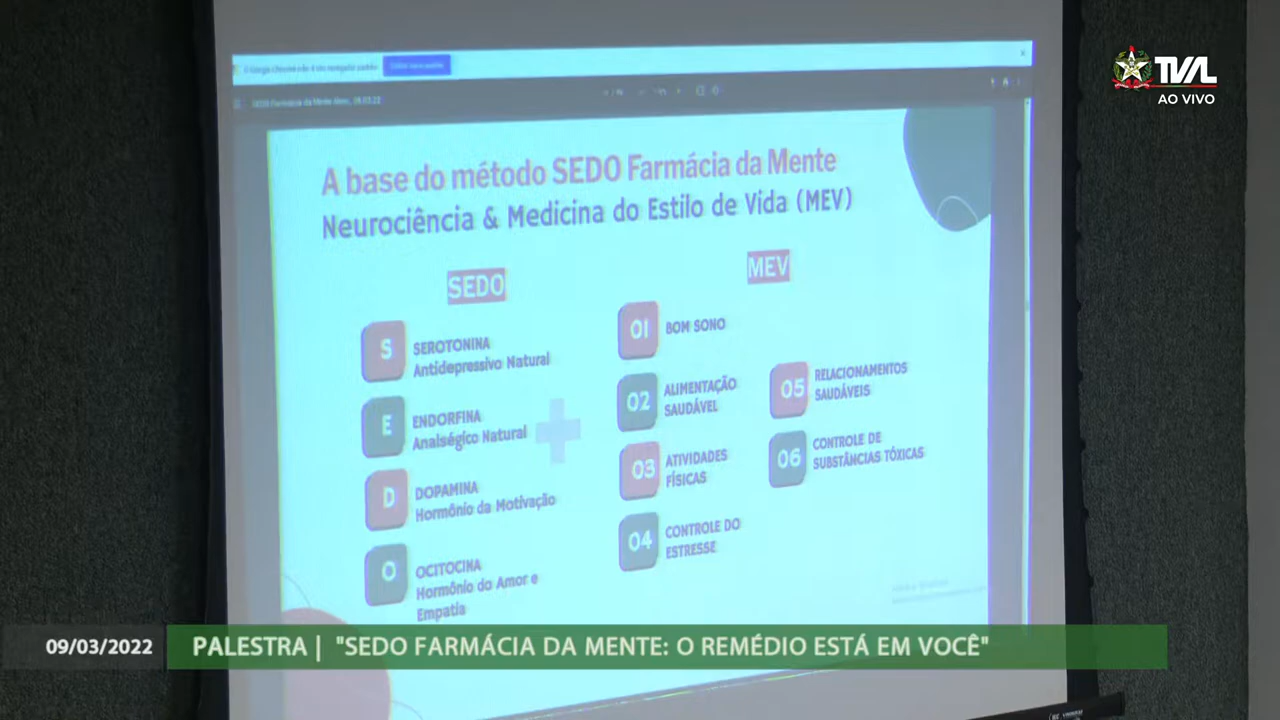 TVAL
AO VIVO
A base do método SEDO Farmácia da Mente
Neurociência & Medicina do Estilo de Vida (MEV)
SEDO
S
SEROTONINA
Antidepressivo Natural
E
ENDORFINA
Analségico Natural
D
DOPAMINA
Hormônio da Motivação
O
OCITOCINA
Hormônio do Amor e
Empatia
MEV
01
BOM SONO
02
ALIMENTAÇÃO
SAUDÁVEL
03
ATIVIDADES
FÍSICAS
04
CONTROLE DO
ESTRESSE
05
RELACIONAMENTOS
SAUDÁVEIS
06
CONTROLE DE
SUBSTÂNCIAS TÓXICAS
09/03/2022
PALESTRA | "SEDO FARMÁCIA DA MENTE: O REMÉDIO ESTÁ EM VOCÊ"